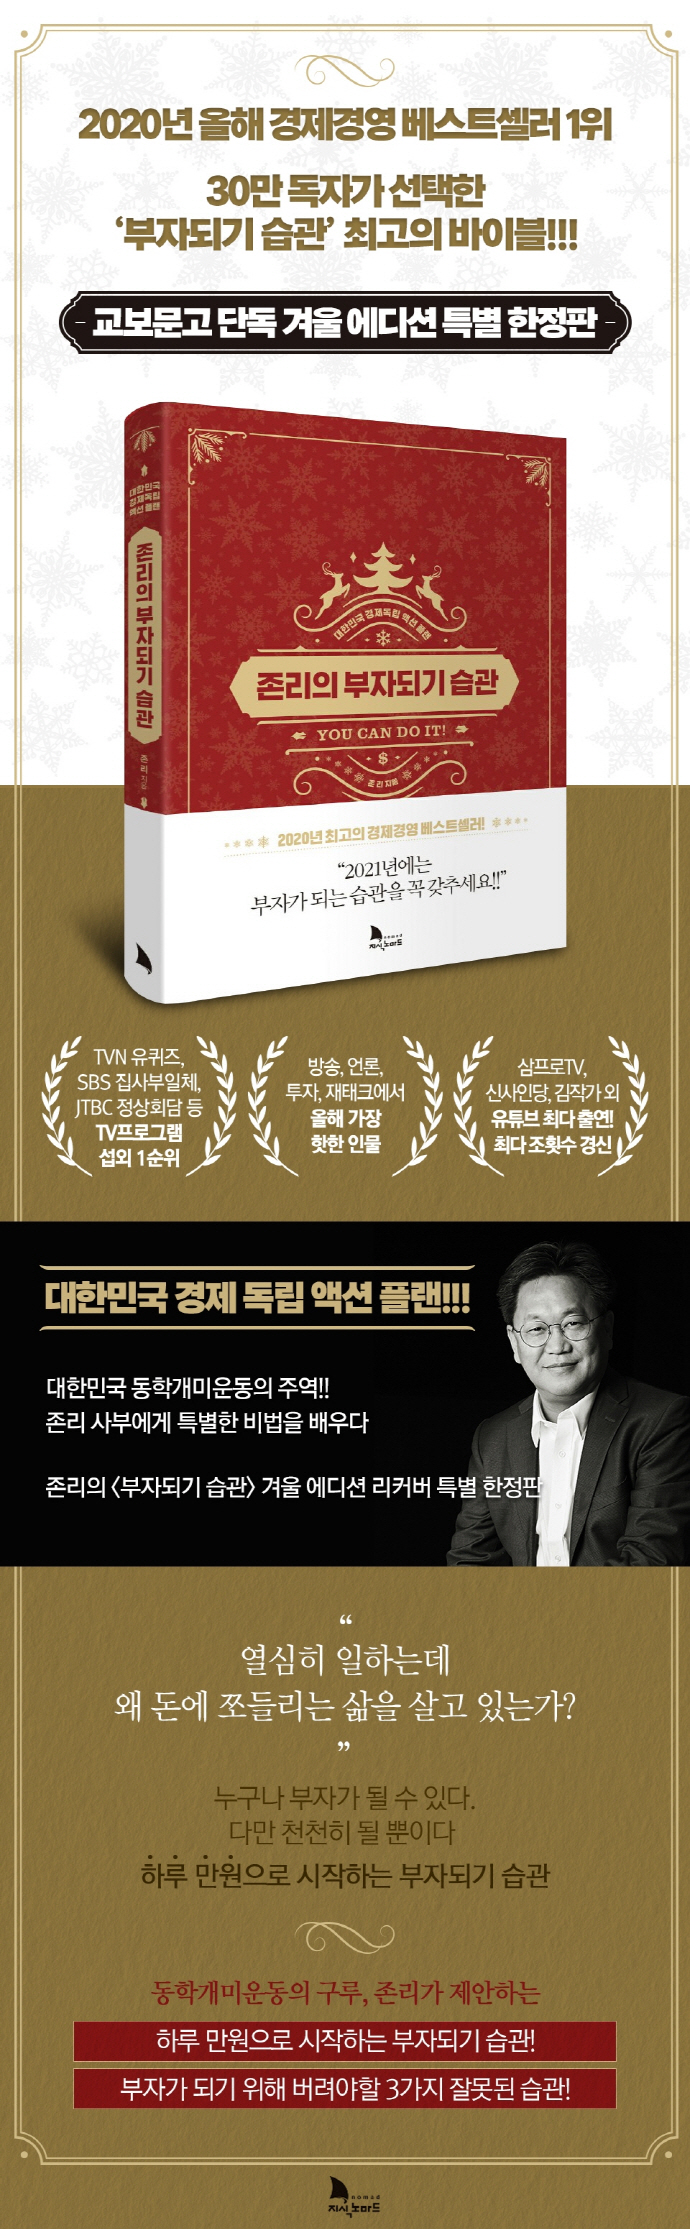 2020년 올해 경제경영 베스트셀러 1위
30만 독자가 선택한
‘부자되기 습관’ 최고의 바이블!!!
- 교보문고 단독 겨울 에디션 특별 한정판 -
대한민국
경제독립
액션 플랜
존리의 부자되기 습관
존리 지음
대한민국 경제독립 액션 플랜
존리의 부자되기 습관
YOU CAN DO IT!
$
존리 지음
2020년 최고의 경제경영 베스트셀러!
“2021년에는
부자가 되는 습관을 꼭 갖추세요!!”
nomad
지식노마드
TVN 유퀴즈,
SBS 집사부일체,
JTBC 정상회담 등
TV프로그램
섭외 1순위
방송, 언론,
투자, 재태크에서
올해 가장
핫한 인물
삼프로TV,
신사인당, 김작가 외
유튜브 최다 출연!
최다 조횟수 경신
대한민국 경제 독립 액션 플랜!!!
대한민국 동학개미운동의 주역!!
존리 사부에게 특별한 비법을 배우다
존리의 <부자되기 습관> 겨울 에디션 리커버 특별 한정판
“
열심히 일하는데
왜 돈에 쪼들리는 삶을 살고 있는가?
”
누구나 부자가 될 수 있다.
다만 천천히 될 뿐이다
하루 만원으로 시작하는 부자되기 습관
동학개미운동의 구루, 존리가 제안하는
하루 만원으로 시작하는 부자되기 습관!
부자가 되기 위해 버려야할 3가지 잘못된 습관!
nomad
지식노마드